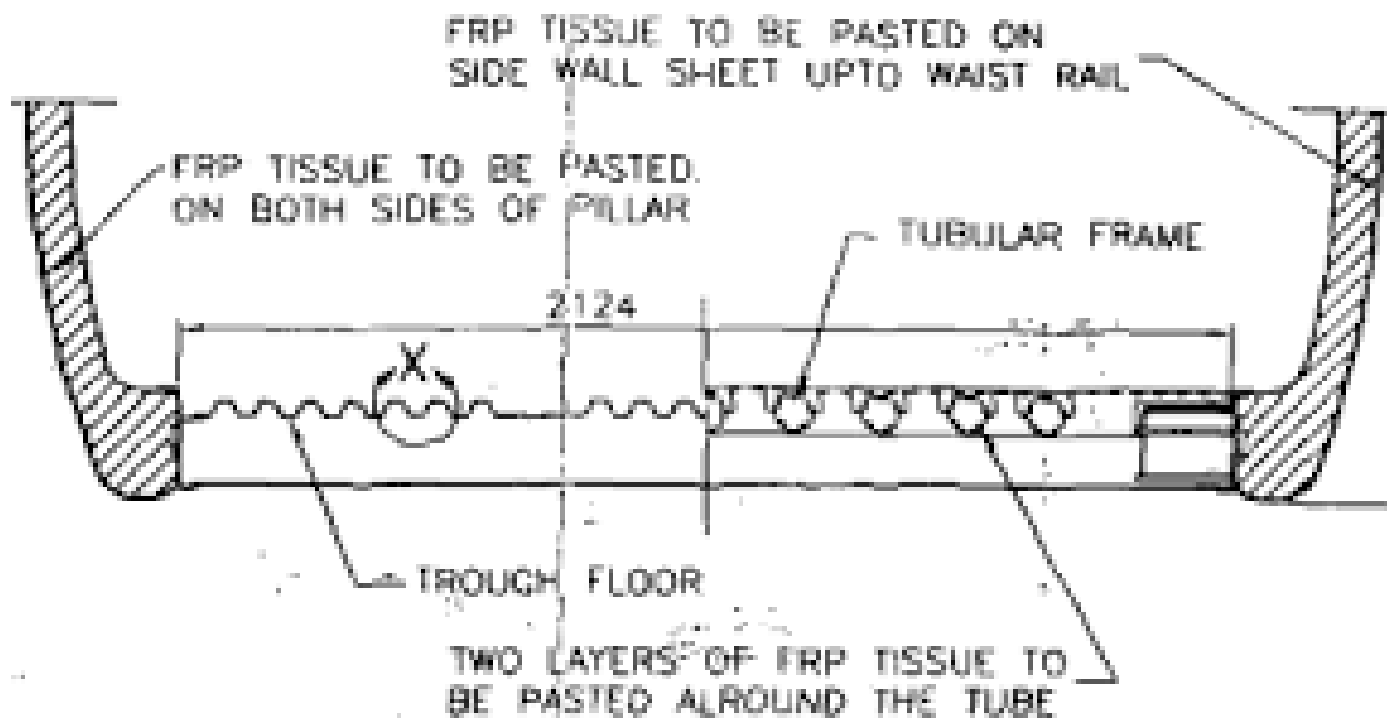 FRP TISSUE TO BE PASTED ON
SIDE WALL SHEET UPTO WAIST RAIL
FRP TISSUE TO BE PASTED
ON BOTH SIDES OF PILLAR
TUBULAR FRAME
2124
X
TROUGH FLOOR
TWO LAYERS OF FRP TISSUE TO
BE PASTED ALROUND THE TUBE